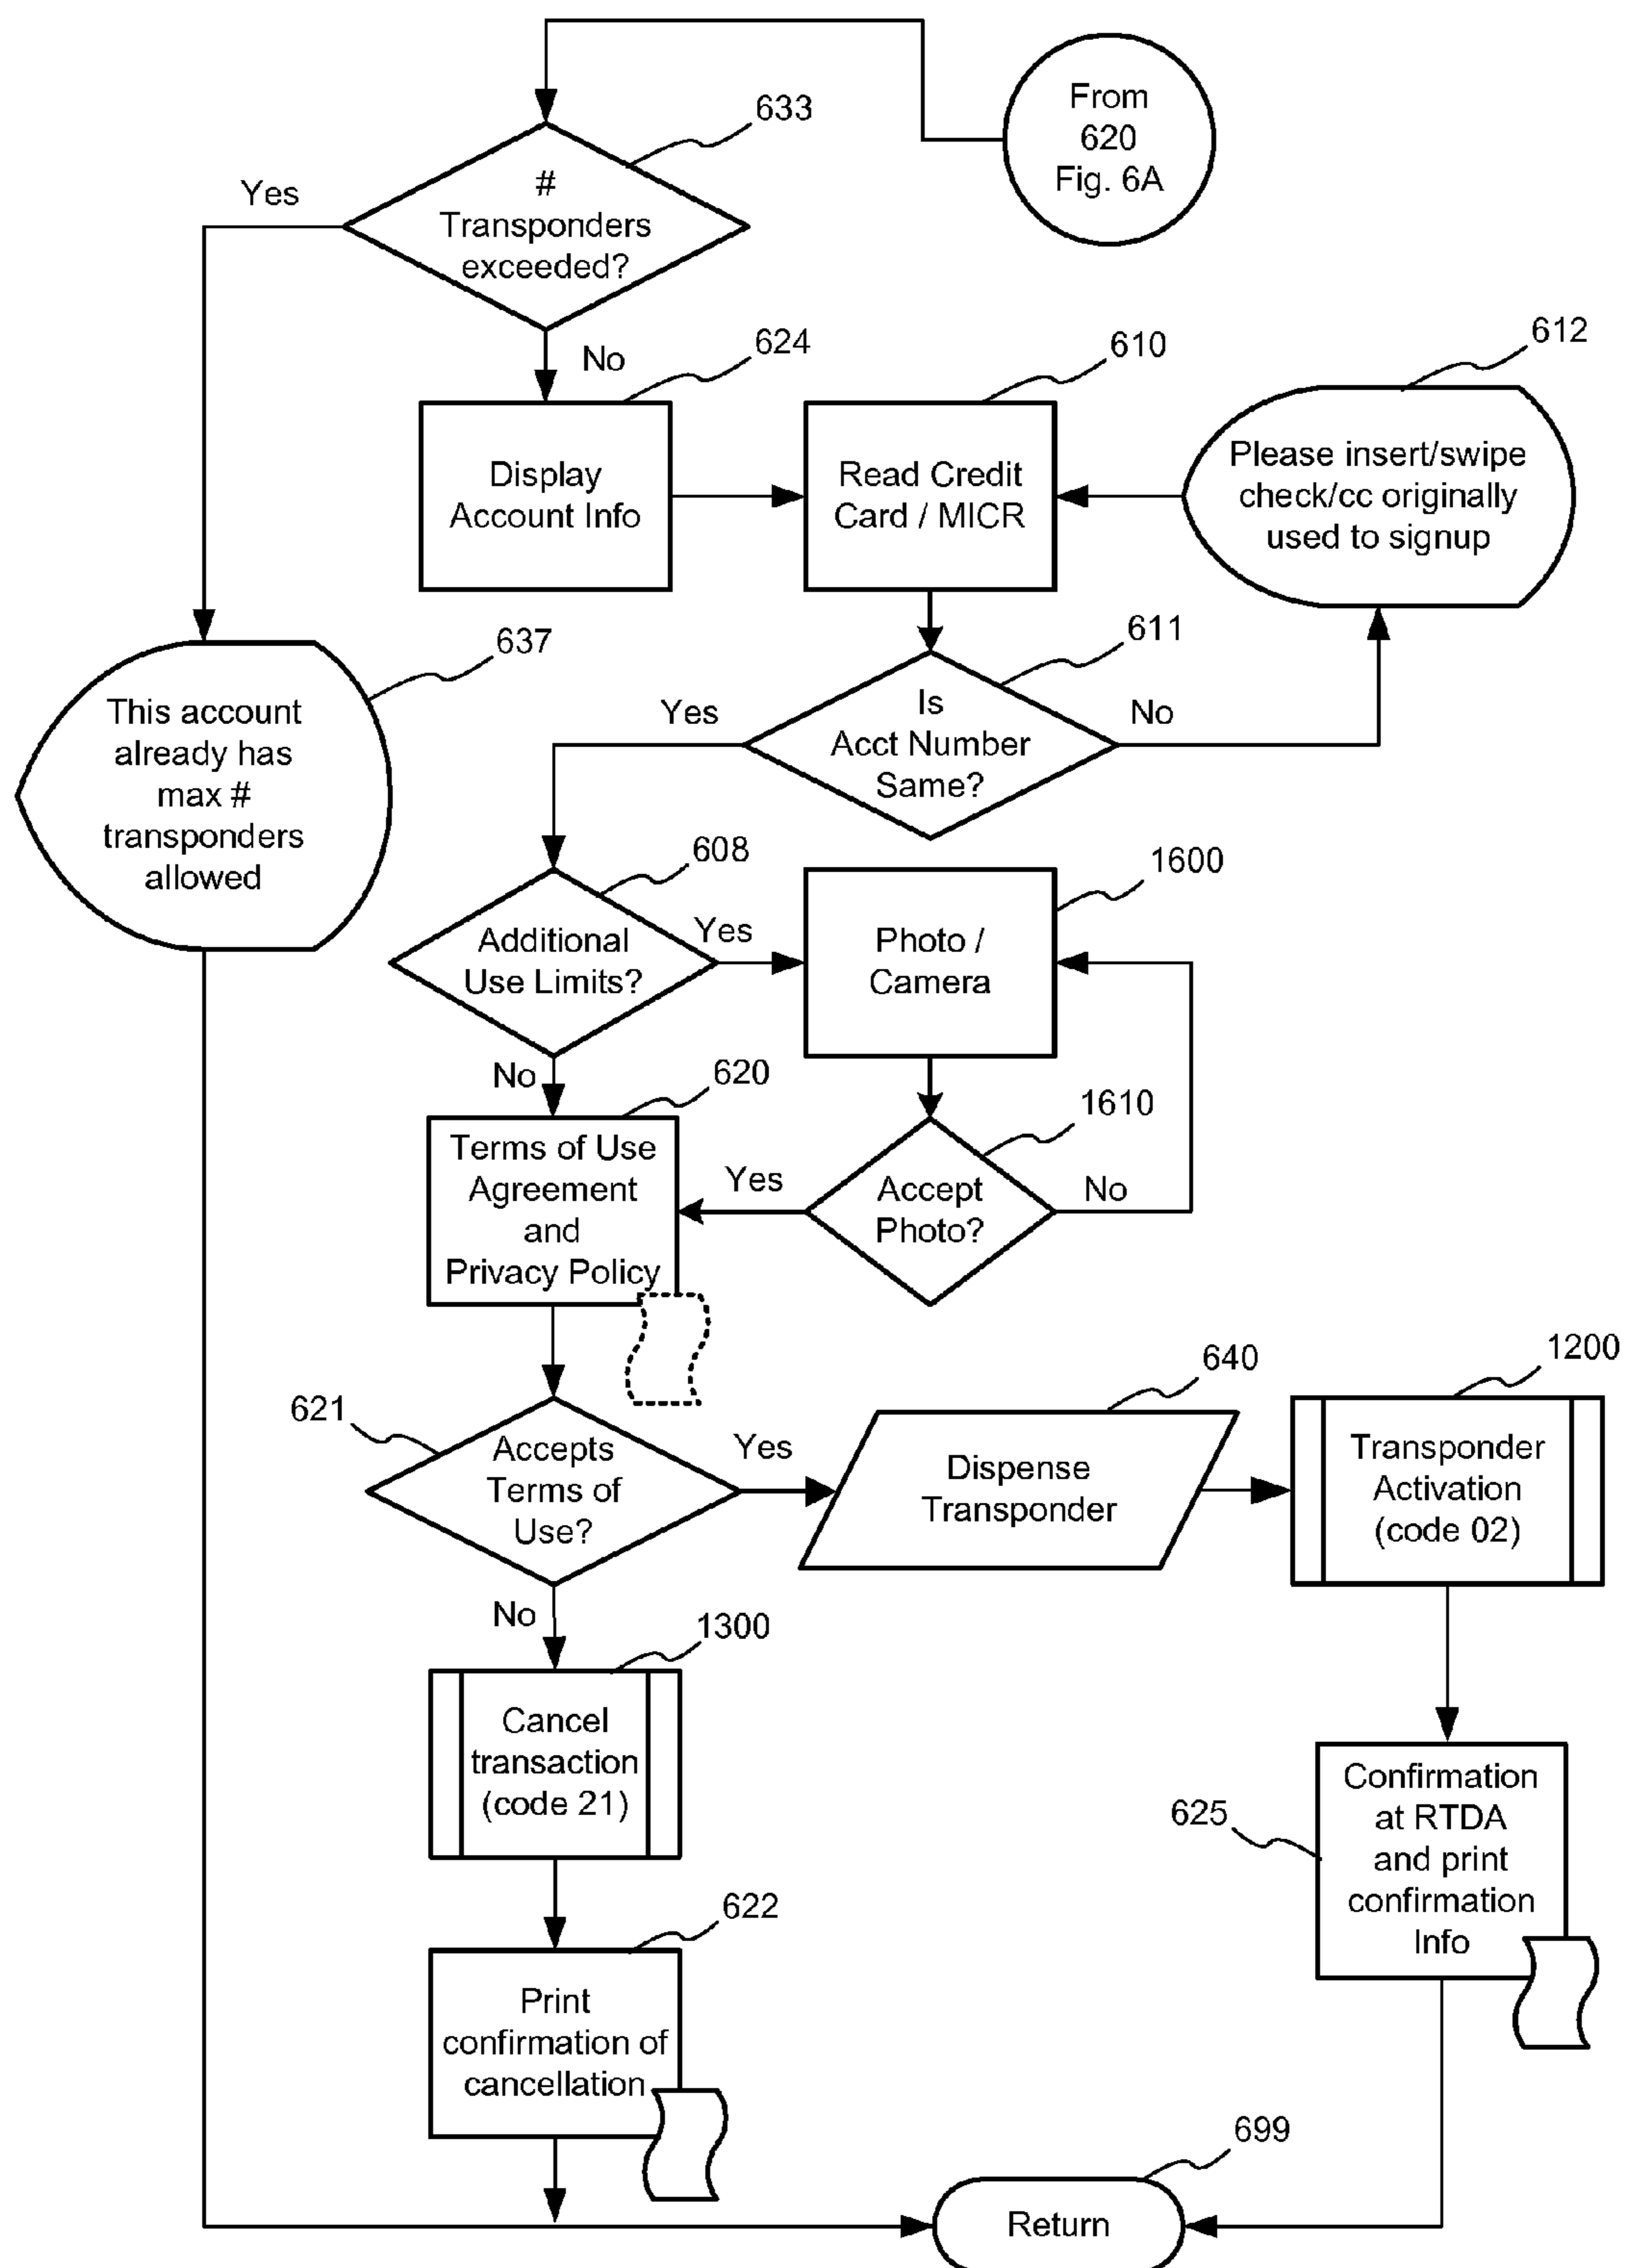 From
620
Fig. 6A
633
#
Transponders
exceeded?
Yes
No
624
610
612
Display
Account Info
Read Credit
Card / MICR
Please insert/swipe
check/cc originally
used to signup
637
This account
already has
max #
transponders
allowed
611
Is
Acct Number
Same?
Yes
No
608
Additional
Use Limits?
Yes
No
1600
Photo /
Camera
620
Terms of Use
Agreement
and
Privacy Policy
1610
Accept
Photo?
Yes
No
621
Accepts
Terms of
Use?
Yes
No
640
Dispense
Transponder
1200
Transponder
Activation
(code 02)
1300
Cancel
transaction
(code 21)
625
Confirmation
at RTDA
and print
confirmation
Info
622
Print
confirmation of
cancellation
699
Return